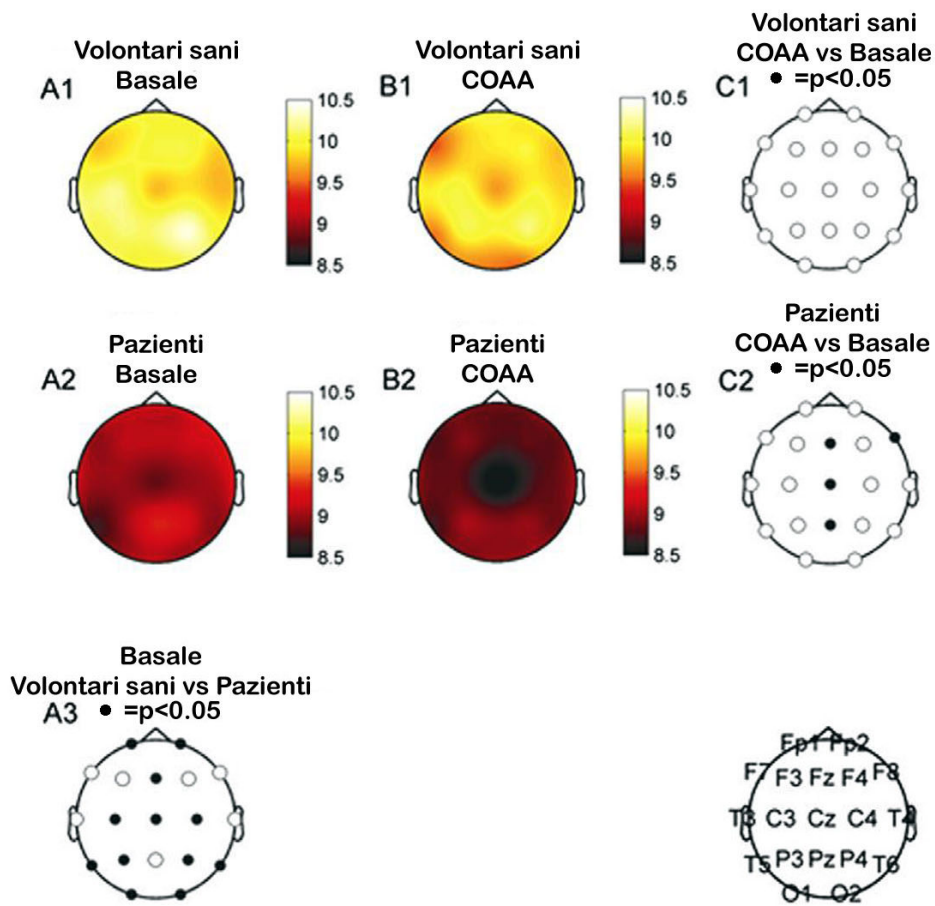 Volontari sani
Basale
A1
10.5
10
9.5
9
8.5
Volontari sani
COAA
B1
10.5
10
9.5
9
8.5
Volontari sani
COAA vs Basale
C1 • =p<0.05
Pazienti
Basale
A2
10.5
10
9.5
9
8.5
Pazienti
COAA
B2
10.5
10
9.5
9
8.5
Pazienti
COAA vs Basale
C2 • =p<0.05
Basale
Volontari sani vs Pazienti
A3 • =p<0.05
Fp1 Fp2
F7 F3 Fz F4 F8
T3 C3 Cz C4 T4
T5 P3 Pz P4 T6
O1 O2